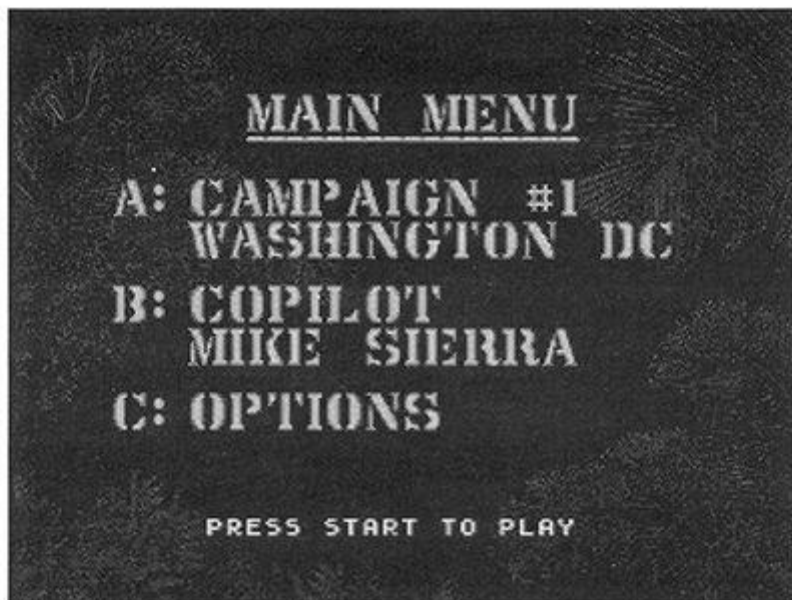 MAIN MENU
A: CAMPAIGN #1
WASHINGTON DC
B: COPILOT
MIKE SIERRA
C: OPTIONS
PRESS START TO PLAY